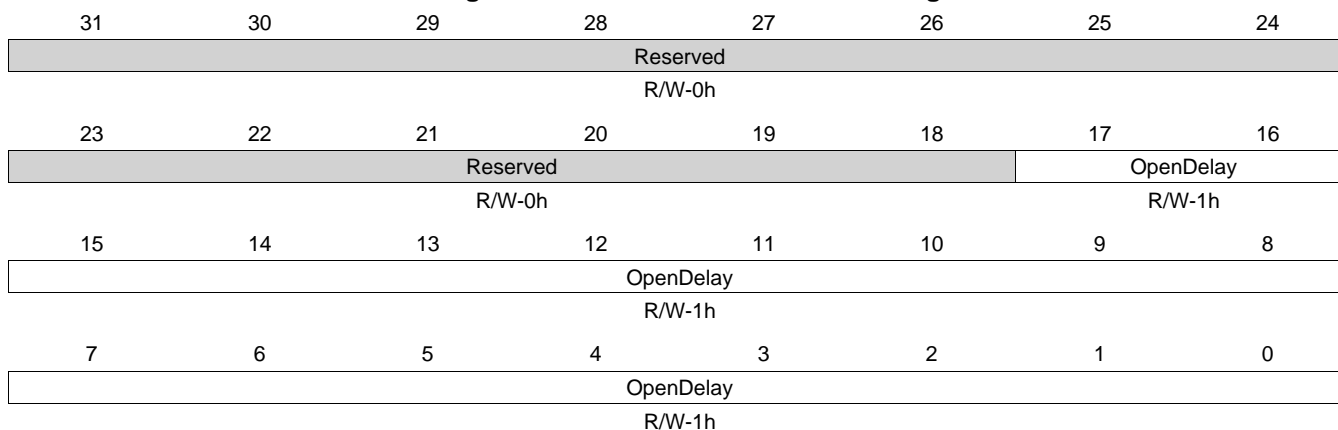 31 30 29 28 27 26 25 24
Reserved
R/W-0h
23 22 21 20 19 18 17 16
Reserved OpenDelay
R/W-0h R/W-1h
15 14 13 12 11 10 9 8
OpenDelay
R/W-1h
7 6 5 4 3 2 1 0
OpenDelay
R/W-1h